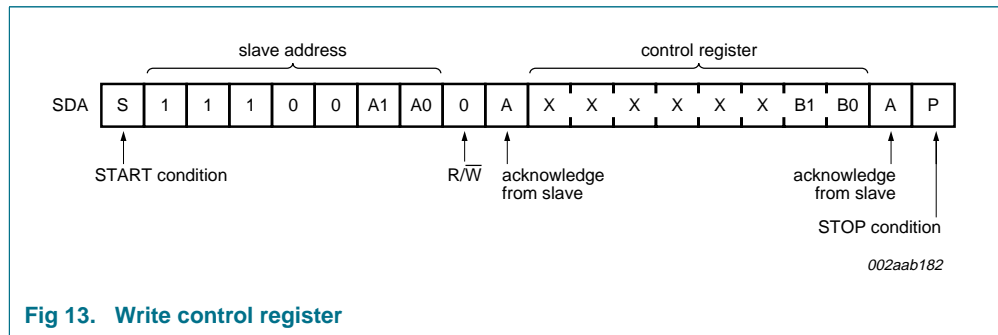 slave address control register
SDA S 1 1 1 0 0 A1 A0 0 A X X X X X X B1 B0 A P
START condition R/W̅ acknowledge from slave acknowledge from slave
STOP condition
002aab182
Fig 13. Write control register